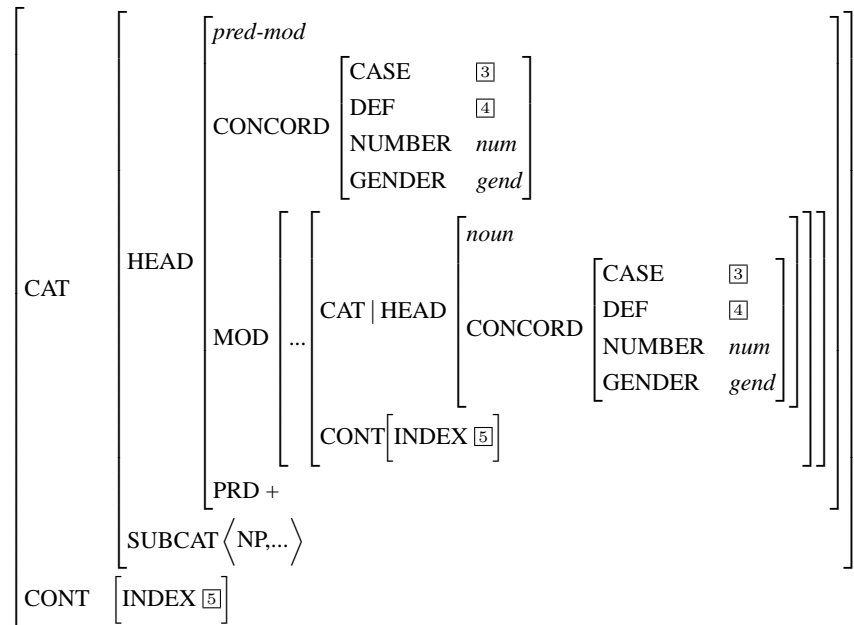 pred-mod
CASE 3
DEF 4
CONCORD
NUMBER num
GENDER gend
noun
HEAD
CASE 3
CAT
CAT | HEAD
DEF 4
MOD ...
CONCORD
NUMBER num
GENDER gend
CONT [INDEX 5]
PRD +
SUBCAT ⟨NP,...⟩
CONT [INDEX 5]